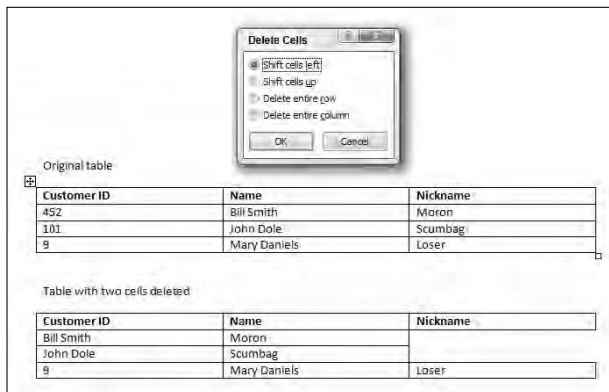 Delete Cells
Shift cells left
Shift cells up
Delete entire row
Delete entire column
OK Cancel
Original table
Customer ID Name Nickname
452 Bill Smith Moron
101 John Dole Scumbag
9 Mary Daniels Loser
Table with two cells deleted
Customer ID Name Nickname
Bill Smith Moron
John Dole Scumbag
9 Mary Daniels Loser